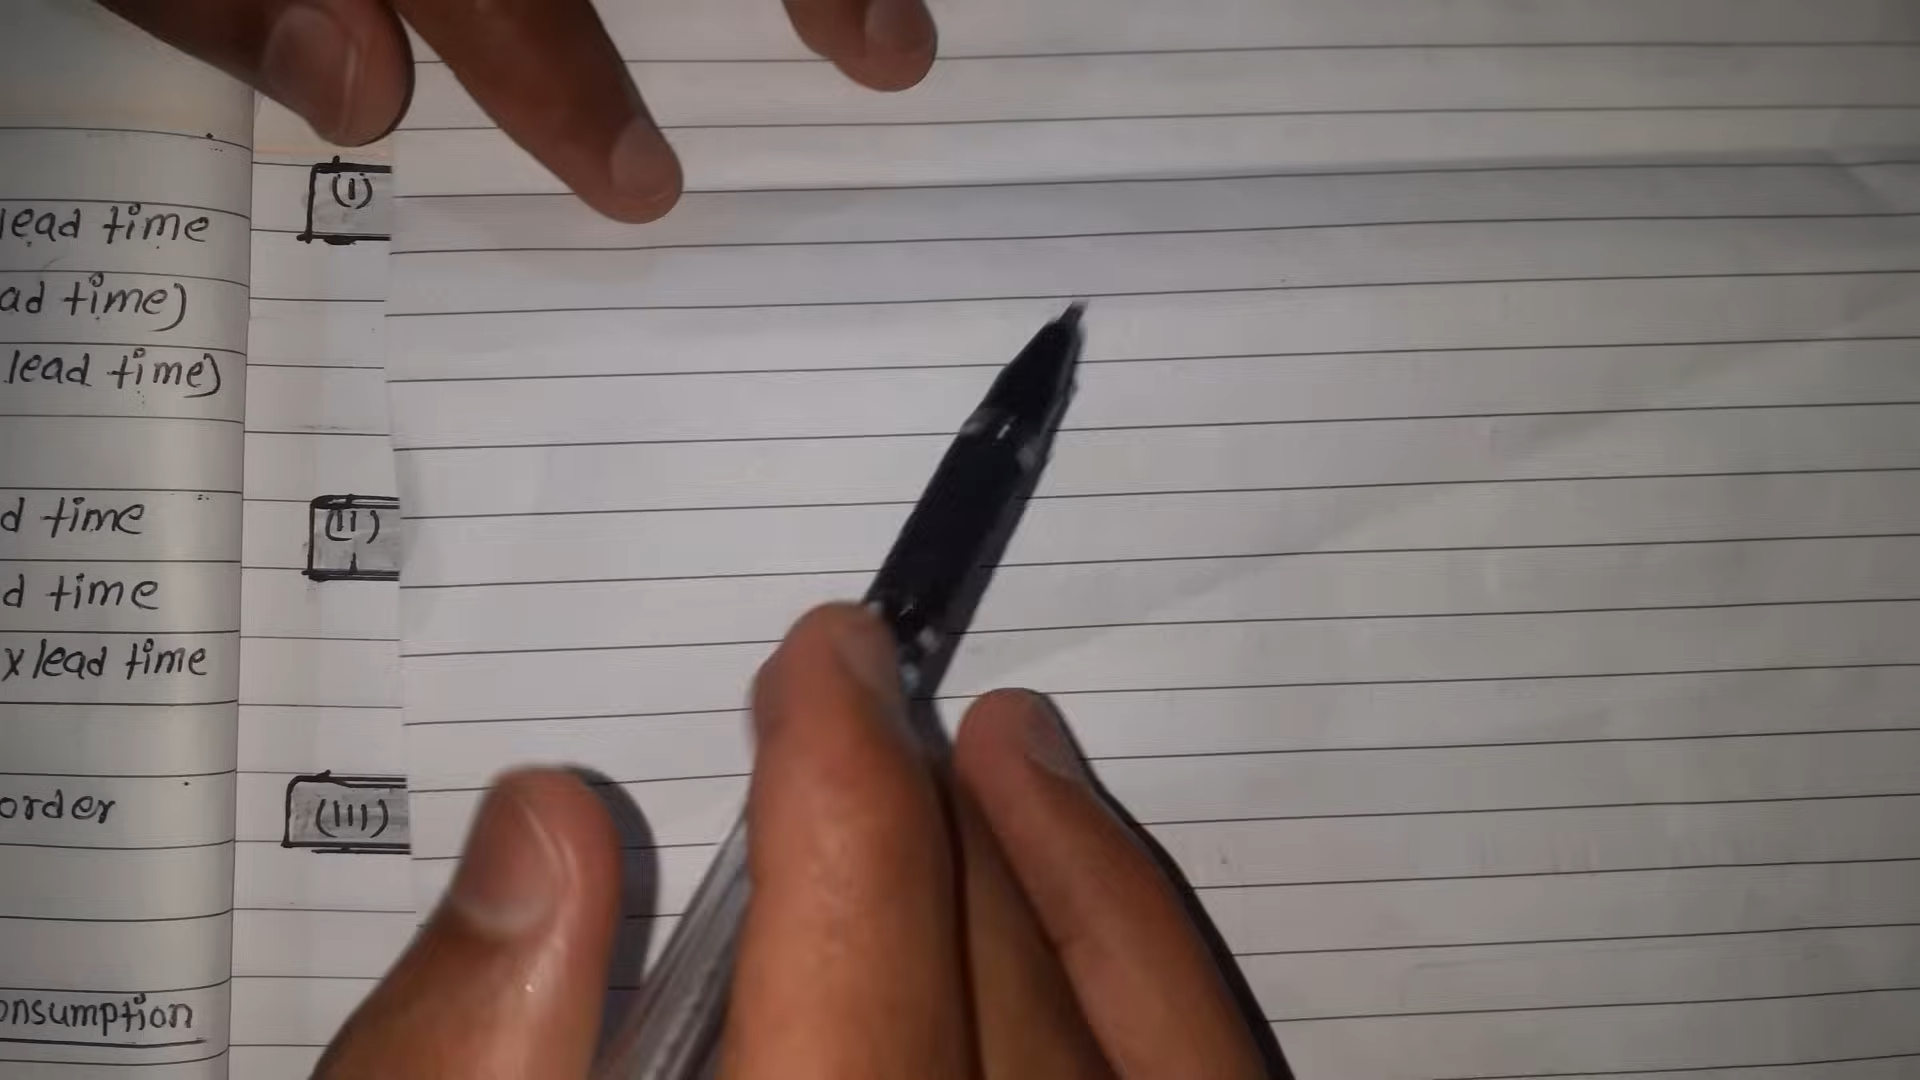 lead time
ad time)
lead time)
d time
d time
x lead time
order
onsumption
(I)
(II)
(III)